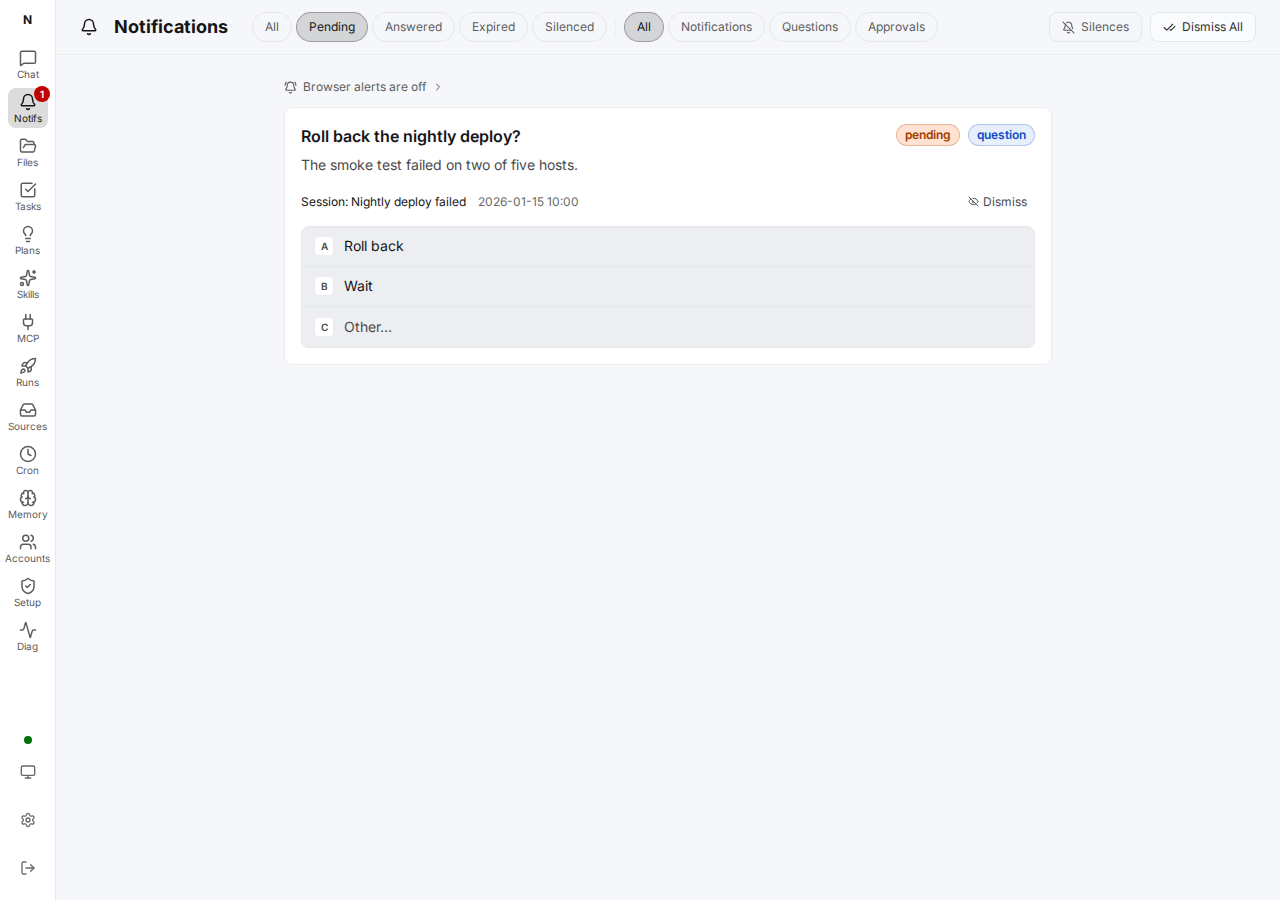 N
Chat
1
Notifs
Files
Tasks
Plans
Skills
MCP
Runs
Sources
Cron
Memory
Accounts
Setup
Diag
Notifications
All Pending Answered Expired Silenced All Notifications Questions Approvals
Silences Dismiss All
Browser alerts are off
Roll back the nightly deploy?
pending question
The smoke test failed on two of five hosts.
Session: Nightly deploy failed 2026-01-15 10:00
Dismiss
A Roll back
B Wait
C Other...